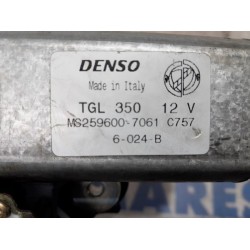 DENSO
Made in Italy
TGL 350 12 V
MS259600-7061 C757
6-024-B